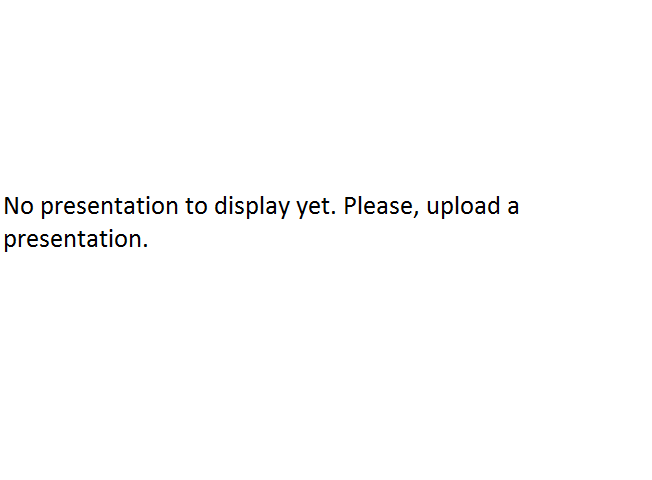 No presentation to display yet. Please, upload a
presentation.